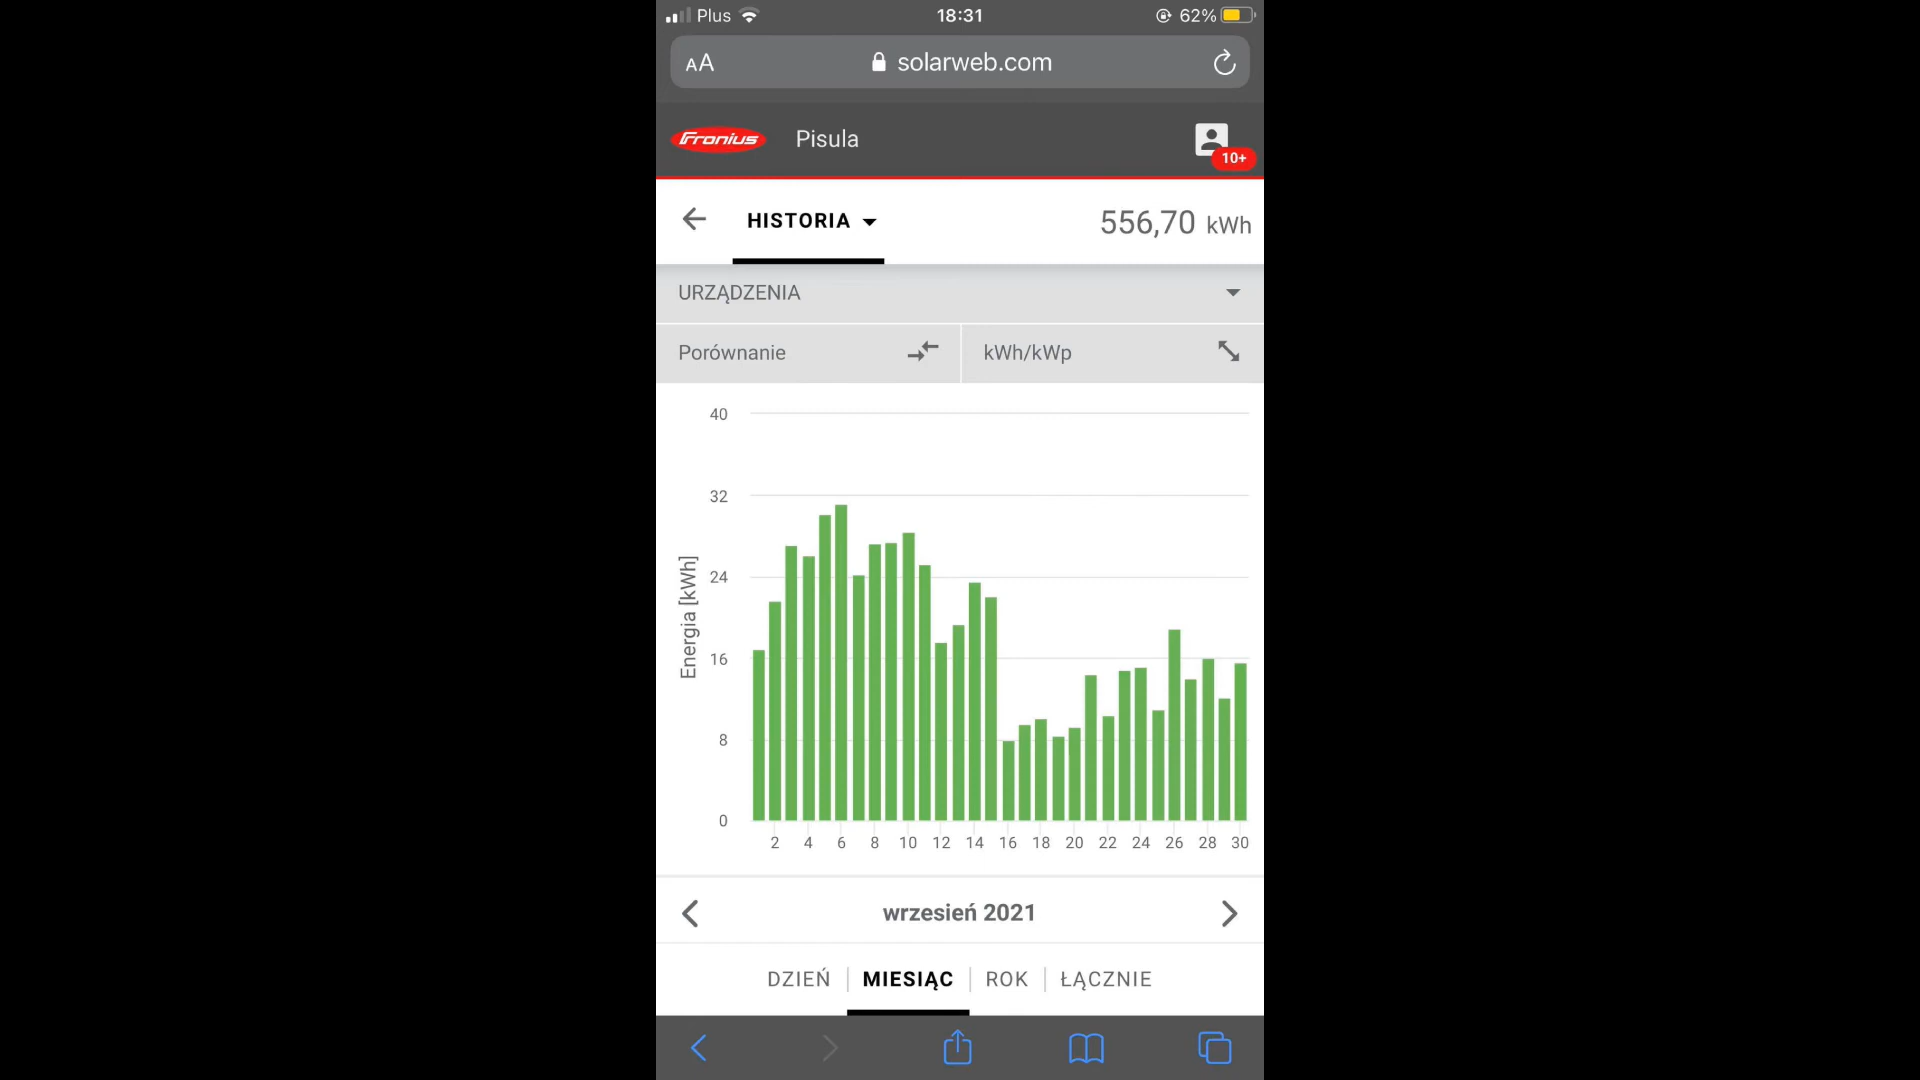 Plus 18:31 62%
AA solarweb.com
Fronius Pisula
10+
HISTORIA 556,70 kWh
URZĄDZENIA
Porównanie kWh/kWp
40
32
24
16
8
0
Energia [kWh]
2 4 6 8 10 12 14 16 18 20 22 24 26 28 30
wrzesień 2021
DZIEŃ MIESIĄC ROK ŁĄCZNIE